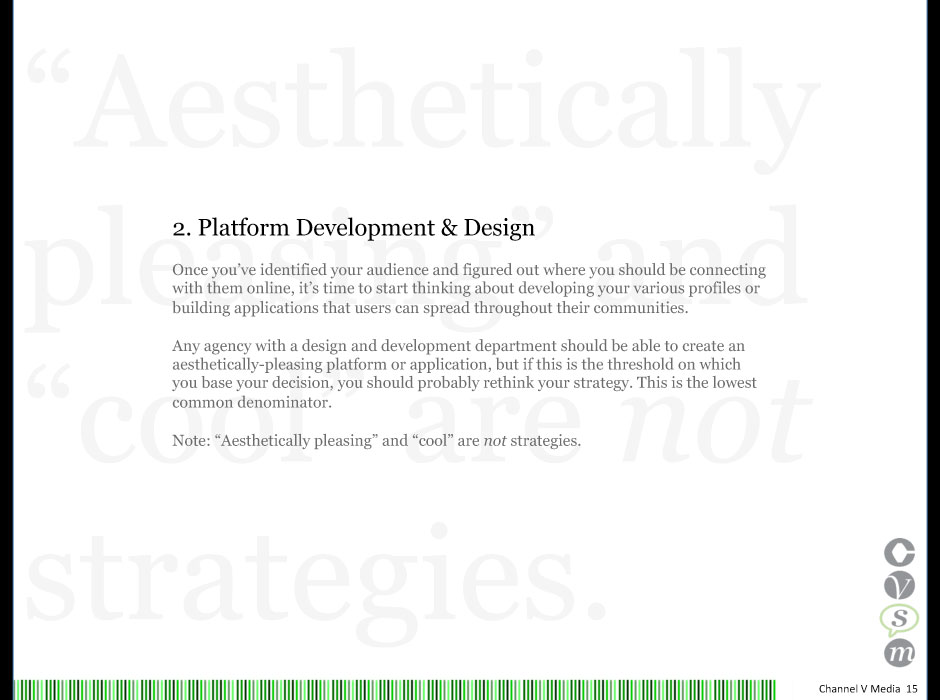 “Aesthetically
pleasing” and
“cool” are not
strategies.
2. Platform Development & Design
Once you’ve identified your audience and figured out where you should be connecting
with them online, it’s time to start thinking about developing your various profiles or
building applications that users can spread throughout their communities.
Any agency with a design and development department should be able to create an
aesthetically-pleasing platform or application, but if this is the threshold on which
you base your decision, you should probably rethink your strategy. This is the lowest
common denominator.
Note: “Aesthetically pleasing” and “cool” are not strategies.
C
V
S
m
Channel V Media 15